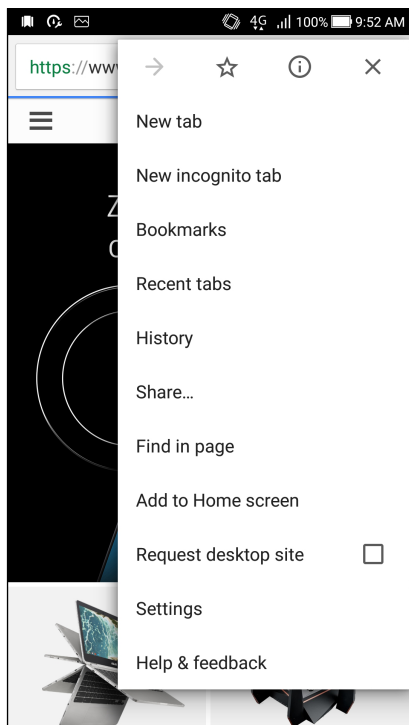 4G 100% 9:52 AM
https://www
New tab
New incognito tab
Bookmarks
Recent tabs
History
Share...
Find in page
Add to Home screen
Request desktop site
Settings
Help & feedback